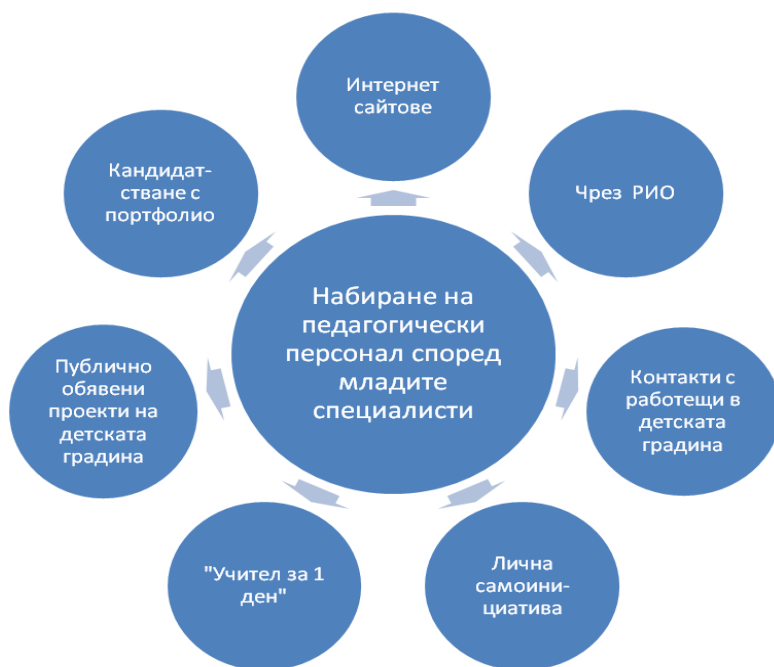 Интернет
сайтове
Чрез РИО
Контакти с
работещи в
детската
градина
Лична
самоини-
циатива
"Учител за 1
ден"
Публично
обявени
проекти на
детската
градина
Кандидат-
стване с
портфолио
Набиране на
педагогически
персонал според
младите
специалисти